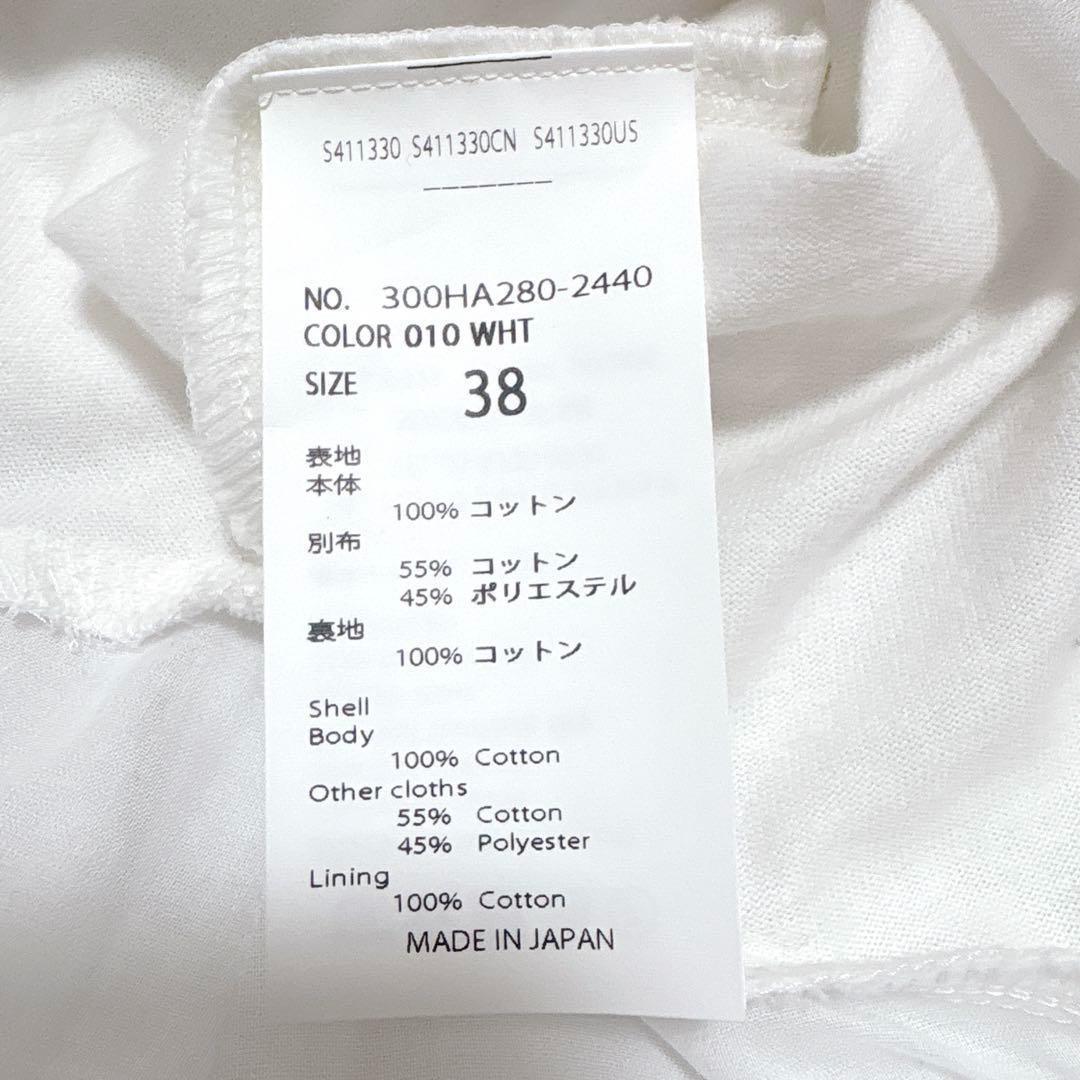 S411330 S411330CN S411330US
NO. 300HA280-2440
COLOR 010 WHT
SIZE 38
表地
本体
100% コットン
別布
55% コットン
45% ポリエステル
裏地
100% コットン
Shell
Body
100% Cotton
Other cloths
55% Cotton
45% Polyester
Lining
100% Cotton
MADE IN JAPAN